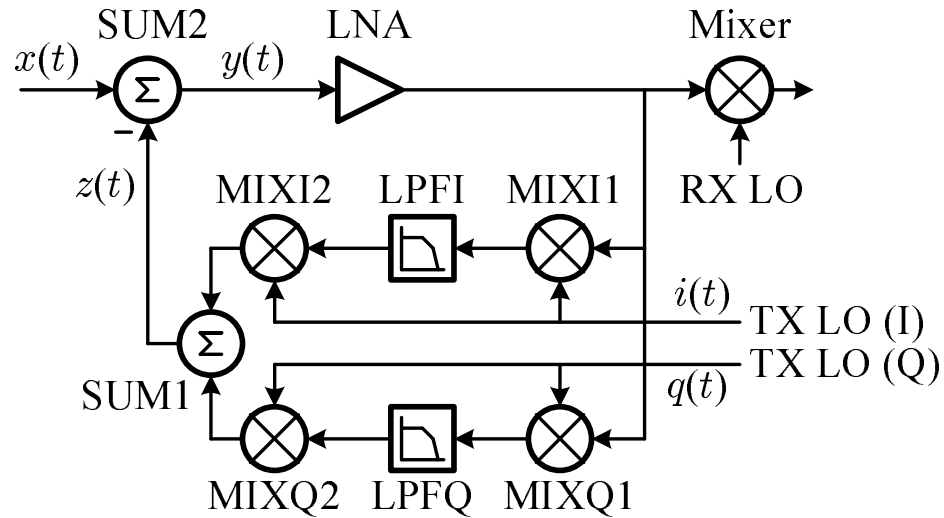 SUM2
LNA
Mixer
x(t)
Σ
y(t)
−
z(t)
MIXI2
LPFI
MIXI1
RX LO
i(t)
TX LO (I)
Σ
TX LO (Q)
SUM1
q(t)
MIXQ2
LPFQ
MIXQ1